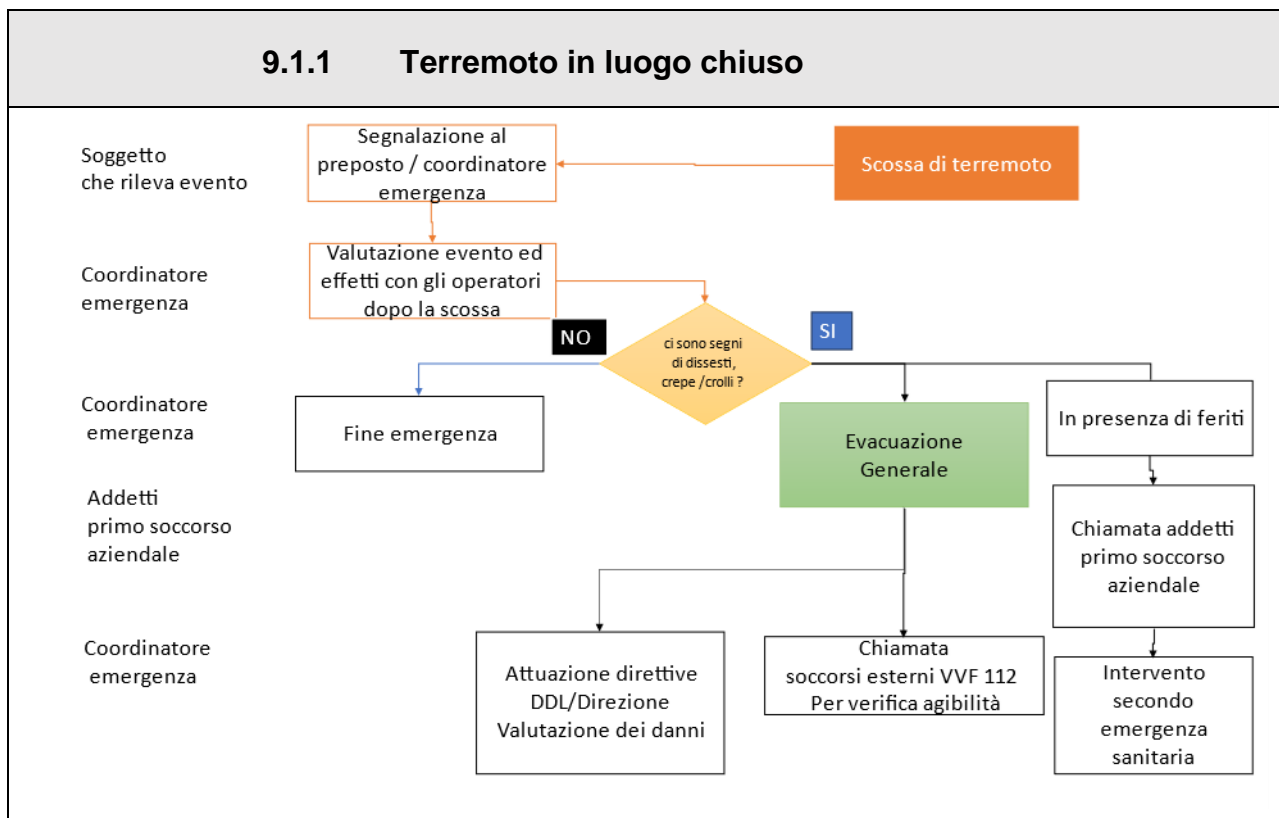 9.1.1 Terremoto in luogo chiuso
Soggetto
che rileva evento
Segnalazione al
preposto / coordinatore
emergenza
Scossa di terremoto
Coordinatore
emergenza
Valutazione evento ed
effetti con gli operatori
dopo la scossa
NO
ci sono segni
di dissesti,
crepe /crolli ?
SI
Coordinatore
emergenza
Fine emergenza
Evacuazione
Generale
In presenza di feriti
Addetti
primo soccorso
aziendale
Chiamata addetti
primo soccorso
aziendale
Coordinatore
emergenza
Attuazione direttive
DDL/Direzione
Valutazione dei danni
Chiamata
soccorsi esterni VVF 112
Per verifica agibilità
Intervento
secondo
emergenza
sanitaria